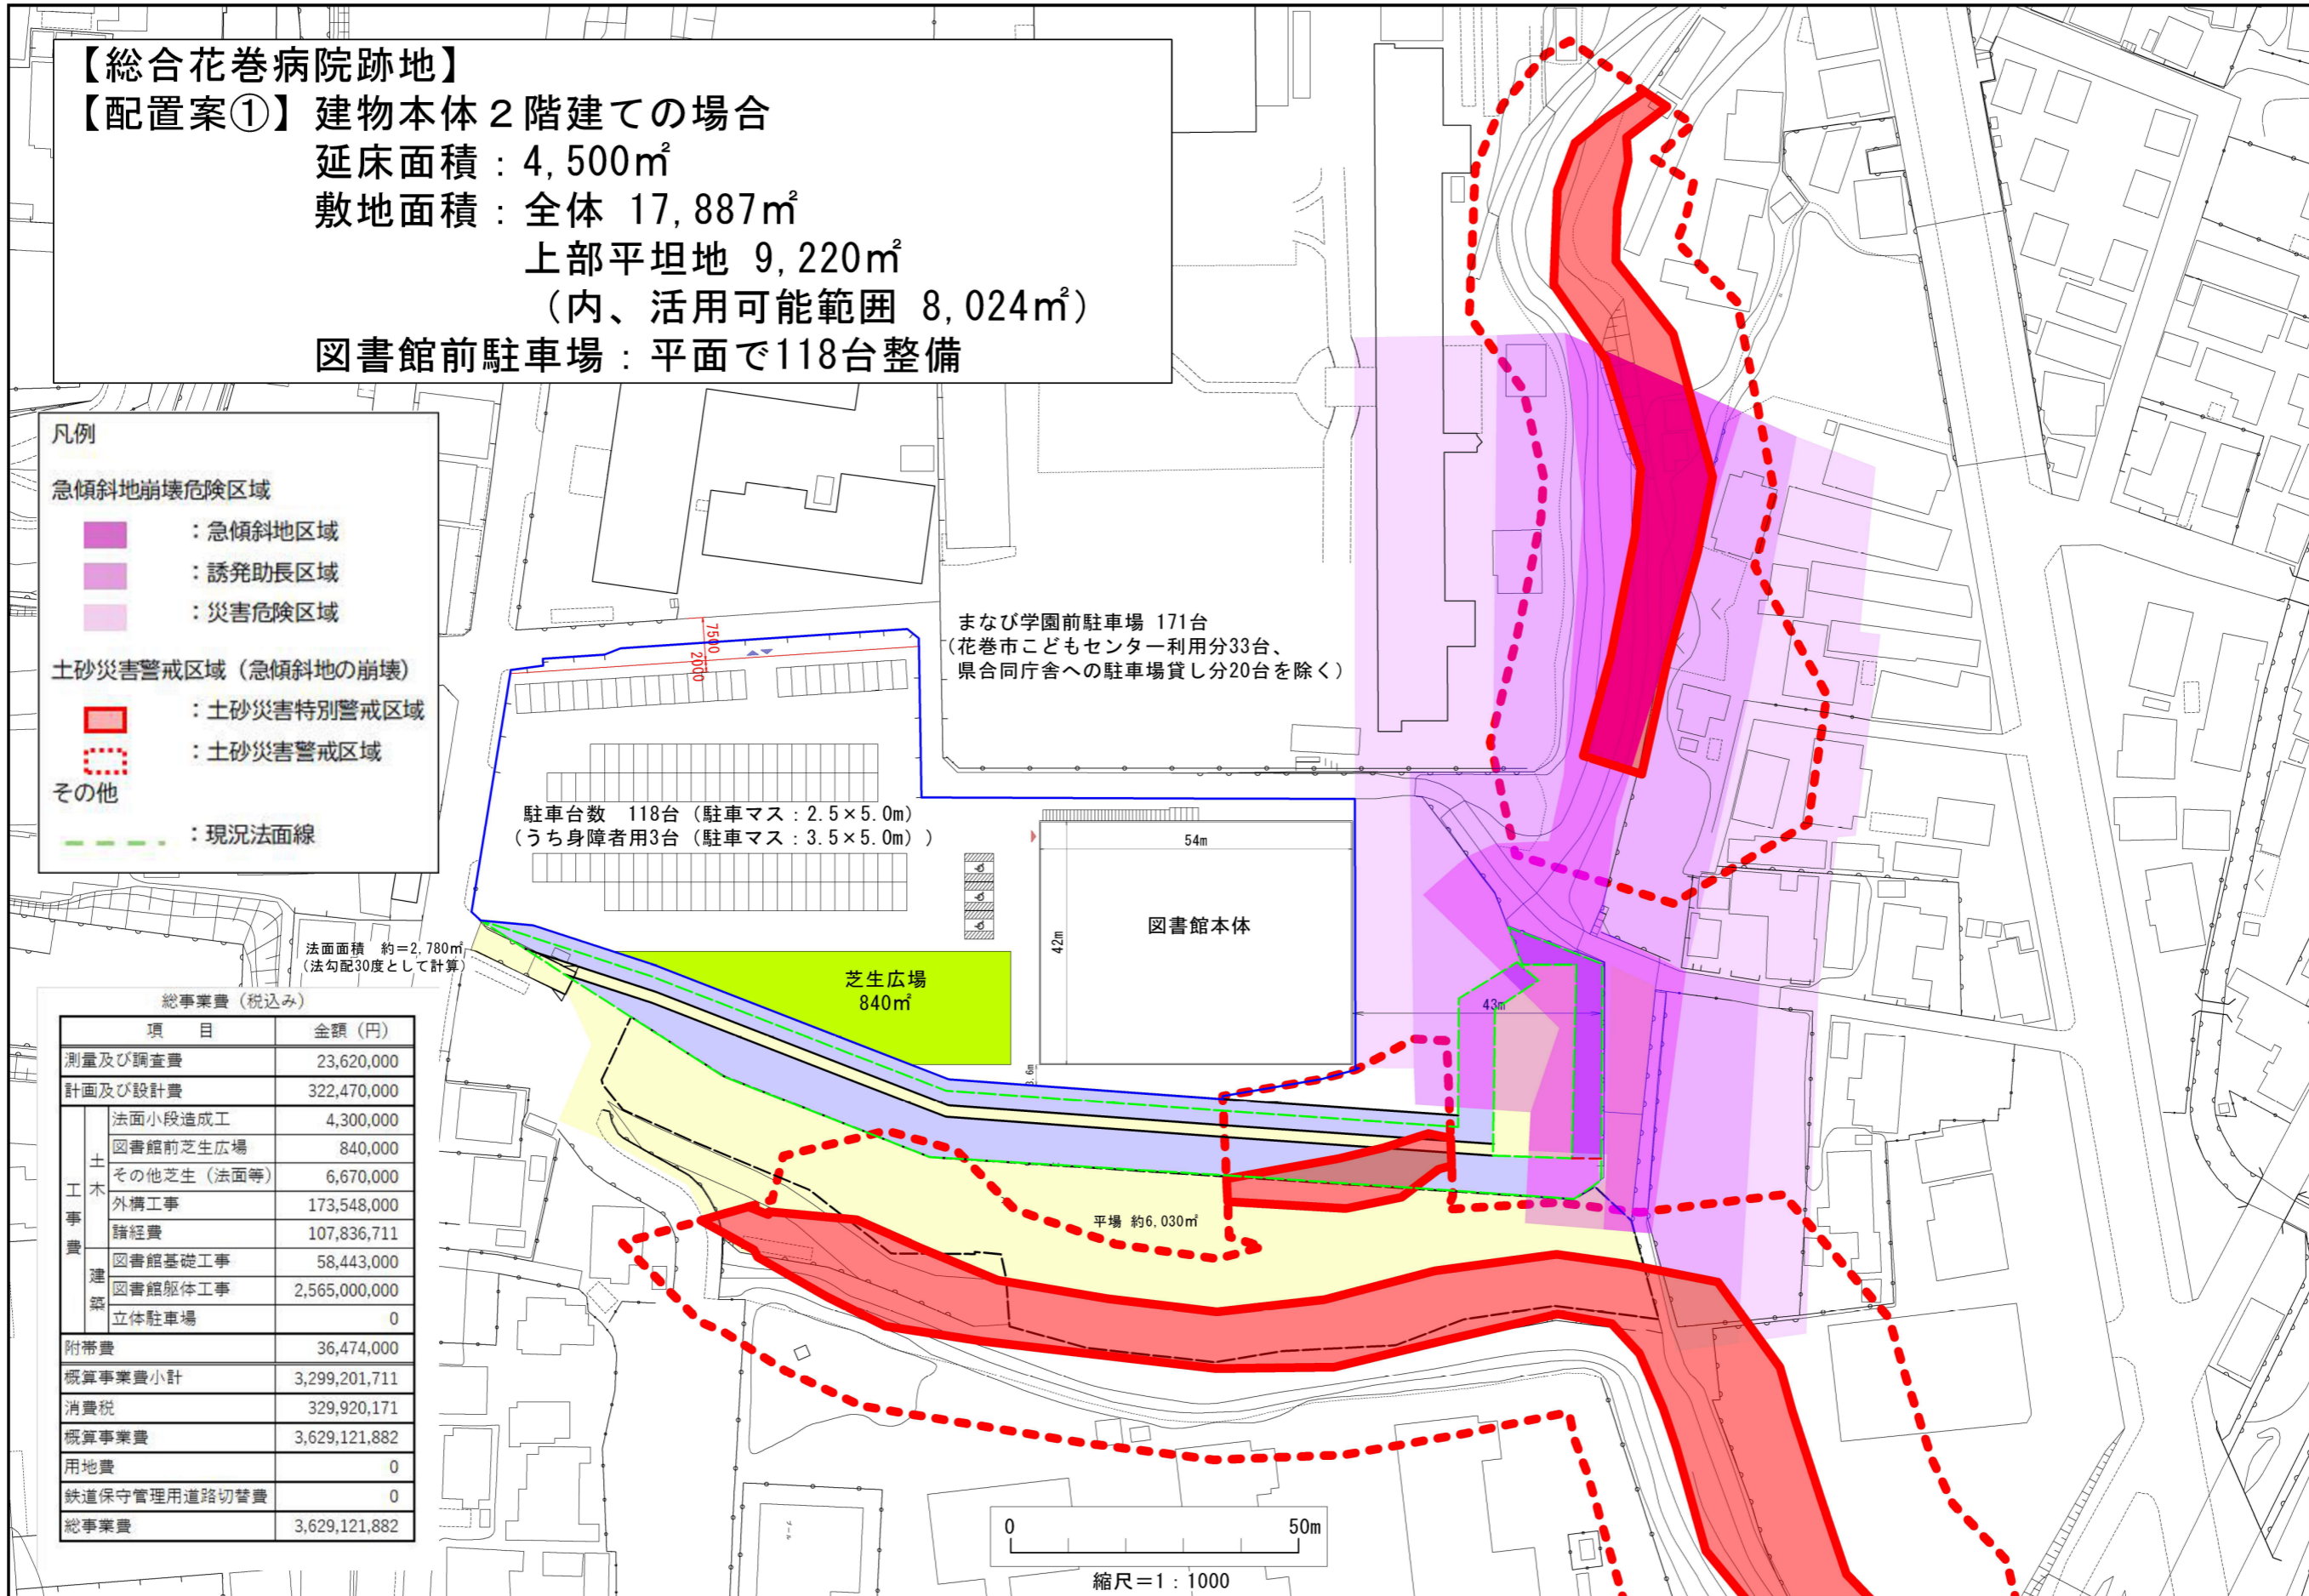 【総合花巻病院跡地】
【配置案①】建物本体２階建ての場合
延床面積：4,500㎡
敷地面積：全体 17,887㎡
上部平坦地 9,220㎡
（内、活用可能範囲 8,024㎡）
図書館前駐車場：平面で118台整備
凡例
急傾斜地崩壊危険区域
：急傾斜地区域
：誘発助長区域
：災害危険区域
土砂災害警戒区域（急傾斜地の崩壊）
：土砂災害特別警戒区域
：土砂災害警戒区域
その他
：現況法面線
7500
2000
まなび学園前駐車場 171台
（花巻市こどもセンター利用分33台、
県合同庁舎への駐車場貸し分20台を除く）
駐車台数 118台（駐車マス：2.5×5.0m）
（うち身障者用3台（駐車マス：3.5×5.0m））
54m
42m
図書館本体
芝生広場
840㎡
43m
法面面積 約＝2,780㎡
（法勾配30度として計算）
平場 約6,030㎡
総事業費（税込み）
項 目 金額（円）
測量及び調査費 23,620,000
計画及び設計費 322,470,000
工事費
土木
法面小段造成工 4,300,000
図書館前芝生広場 840,000
その他芝生（法面等） 6,670,000
外構工事 173,548,000
諸経費 107,836,711
建築
図書館基礎工事 58,443,000
図書館躯体工事 2,565,000,000
立体駐車場 0
附帯費 36,474,000
概算事業費小計 3,299,201,711
消費税 329,920,171
概算事業費 3,629,121,882
用地費 0
鉄道保守管理用道路切替費 0
総事業費 3,629,121,882
0 50m
縮尺＝1：1000